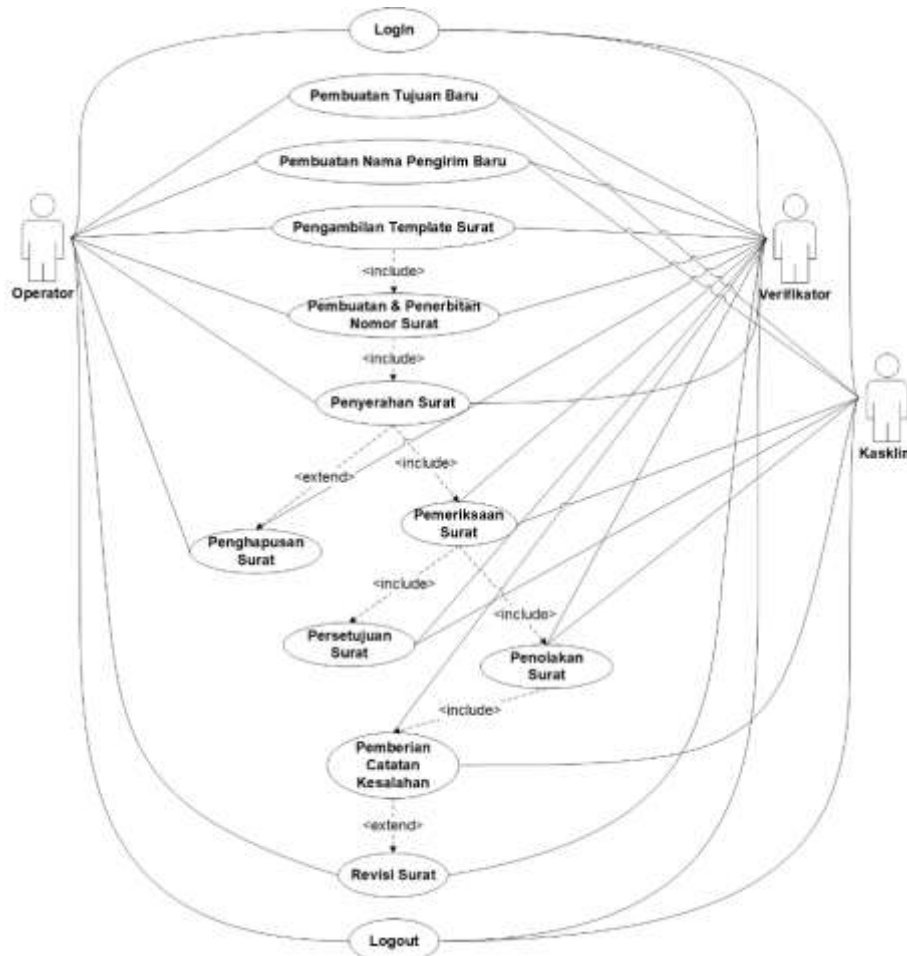 Login
Pembuatan Tujuan Baru
Pembuatan Nama Pengirim Baru
Pengambilan Template Surat
Operator
Verifikator
<include>
Pembuatan & Penerbitan
Nomor Surat
<include>
Penyerahan Surat
Kasklin
<extend>
<include>
Pemeriksaan
Surat
Penghapusan
Surat
<include>
<include>
Persetujuan
Surat
Penolakan
Surat
<include>
Pemberian
Catatan
Kesalahan
<extend>
Revisi Surat
Logout